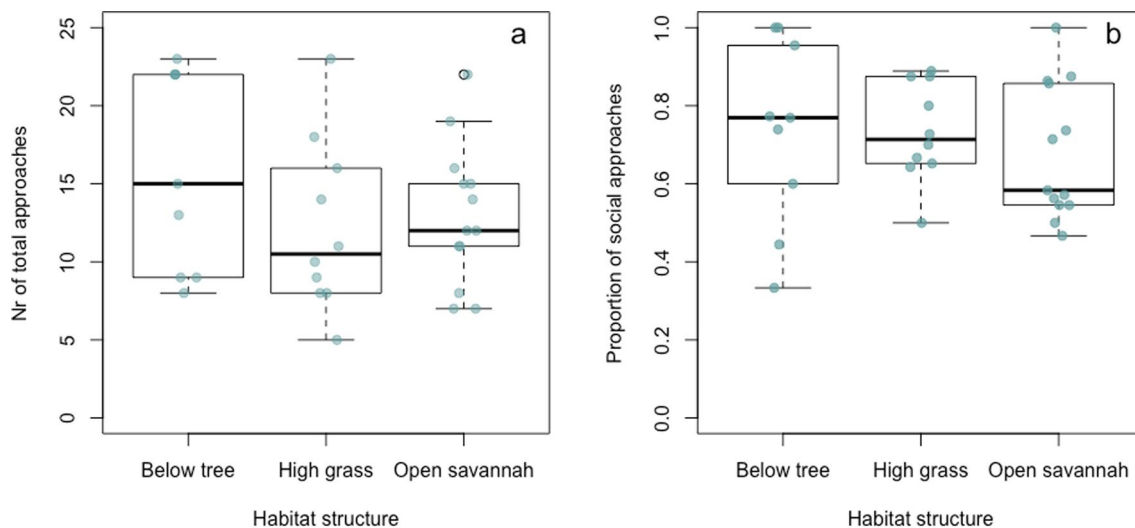 a
Nr of total approaches
25
20
15
10
5
0
Below tree High grass Open savannah
Habitat structure
b
Proportion of social approaches
1.0
0.8
0.6
0.4
0.2
0.0
Below tree High grass Open savannah
Habitat structure